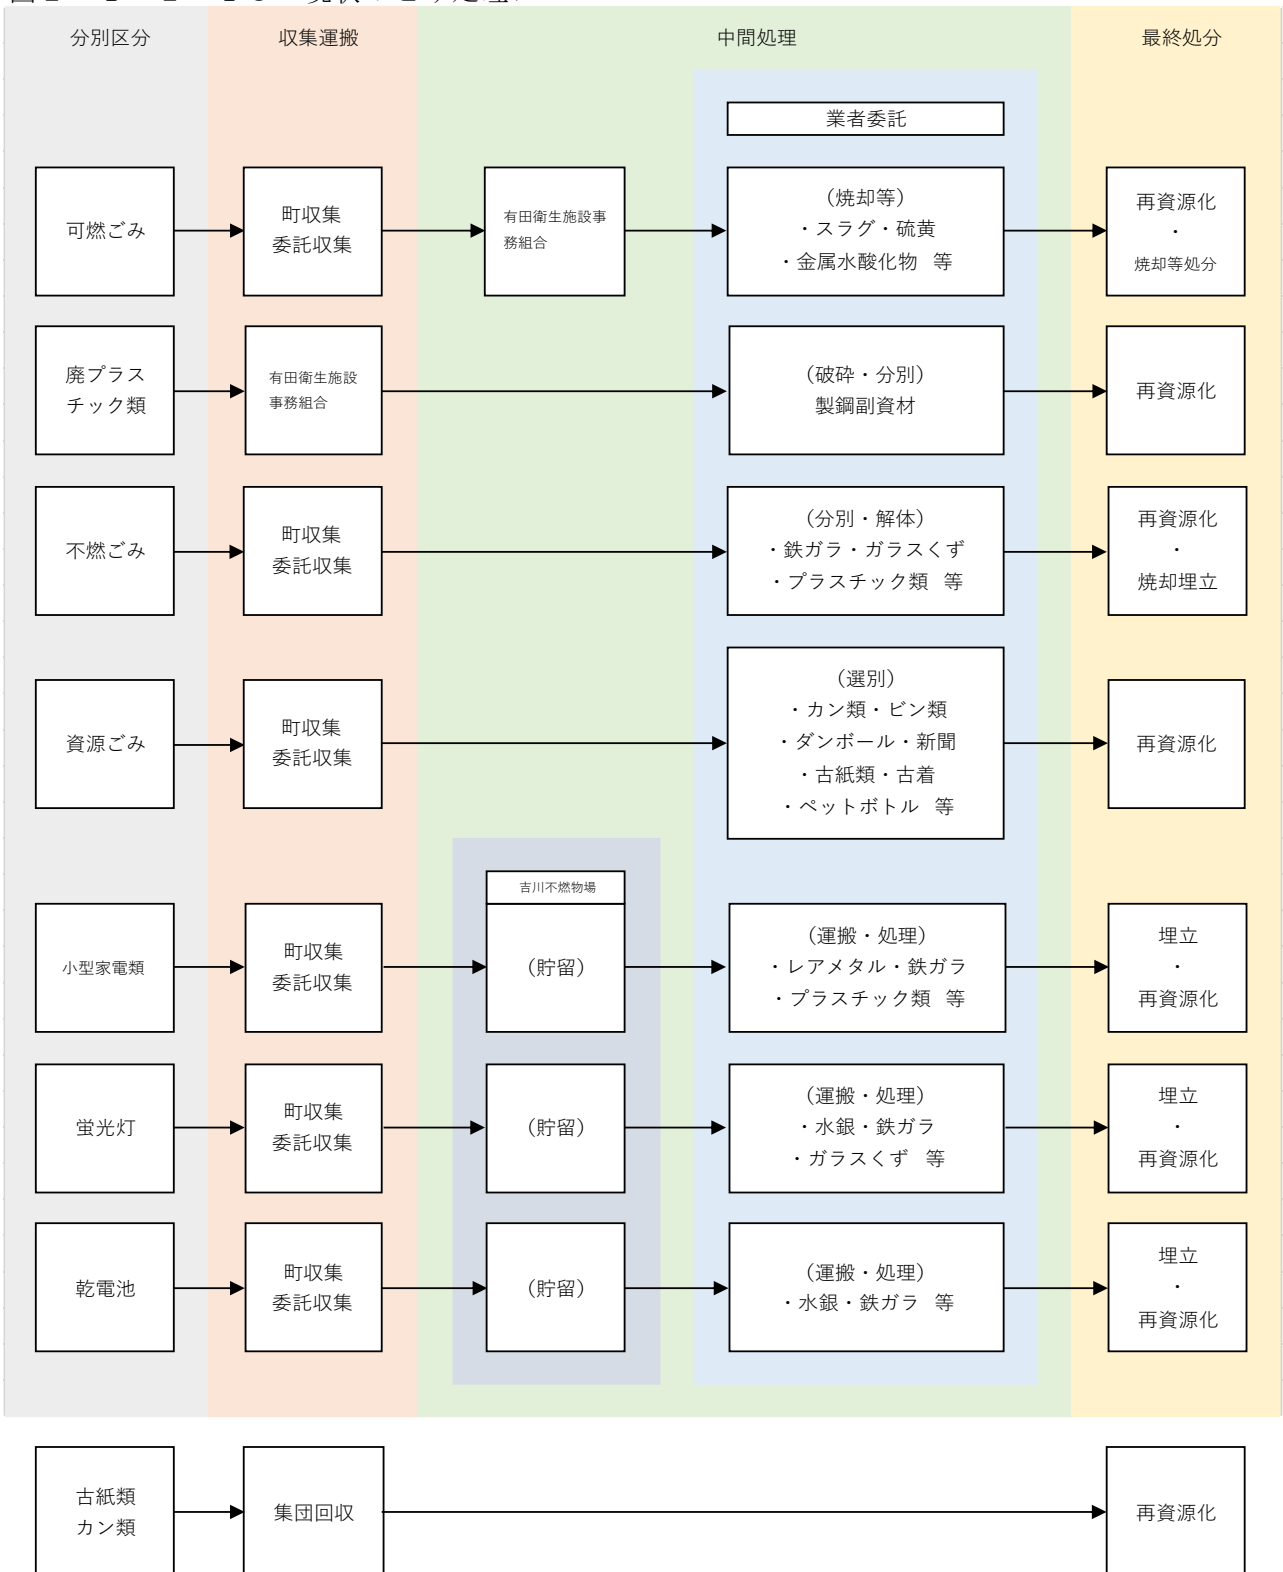 分別区分
収集運搬
中間処理
最終処分
業者委託
可燃ごみ
町収集
委託収集
有田衛生施設事
務組合
（焼却等）
・スラグ・硫黄
・金属水酸化物 等
再資源化
・
焼却等処分
廃プラス
チック類
有田衛生施設
事務組合
（破砕・分別）
製鋼副資材
再資源化
不燃ごみ
町収集
委託収集
（分別・解体）
・鉄ガラ・ガラスくず
・プラスチック類 等
再資源化
・
焼却埋立
資源ごみ
町収集
委託収集
（選別）
・カン類・ビン類
・ダンボール・新聞
・古紙類・古着
・ペットボトル 等
再資源化
吉川不燃物場
小型家電類
町収集
委託収集
（貯留）
（運搬・処理）
・レアメタル・鉄ガラ
・プラスチック類 等
埋立
・
再資源化
蛍光灯
町収集
委託収集
（貯留）
（運搬・処理）
・水銀・鉄ガラ
・ガラスくず 等
埋立
・
再資源化
乾電池
町収集
委託収集
（貯留）
（運搬・処理）
・水銀・鉄ガラ 等
埋立
・
再資源化
古紙類
カン類
集団回収
再資源化